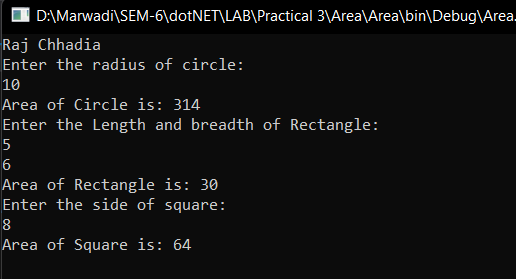 D:\Marwadi\SEM-6\dotNET\LAB\Practical 3\Area\Area\bin\Debug\Area.
Raj Chhadia
Enter the radius of circle:
10
Area of Circle is: 314
Enter the Length and breadth of Rectangle:
5
6
Area of Rectangle is: 30
Enter the side of square:
8
Area of Square is: 64